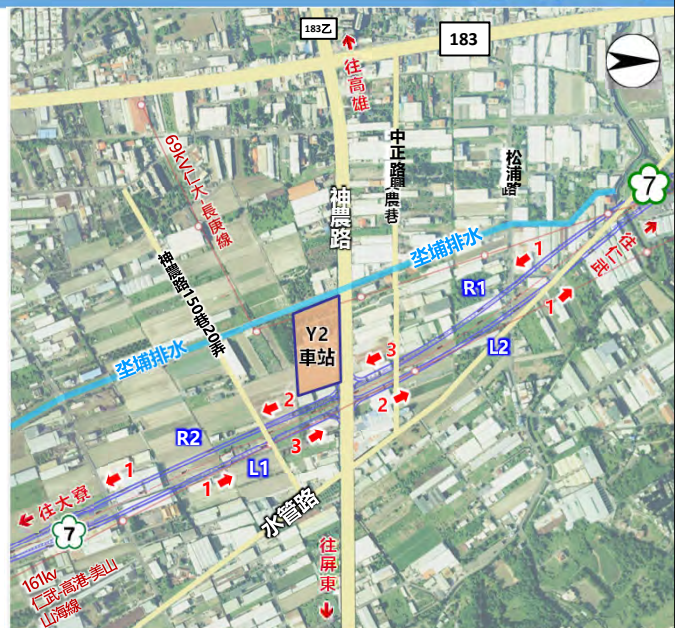 183乙
183
往高雄
69kV仁大-長庚線
中正路興農巷
松浦路
7
往仁武
神農路
坔埔排水
神農路150巷20弄
R1
1
1
L2
Y2
車站
3
坔埔排水
2
2
R2
3
L1
1
1
往大寮
7
水管路
往屏東
161kv
仁武-高港-美山
山海線